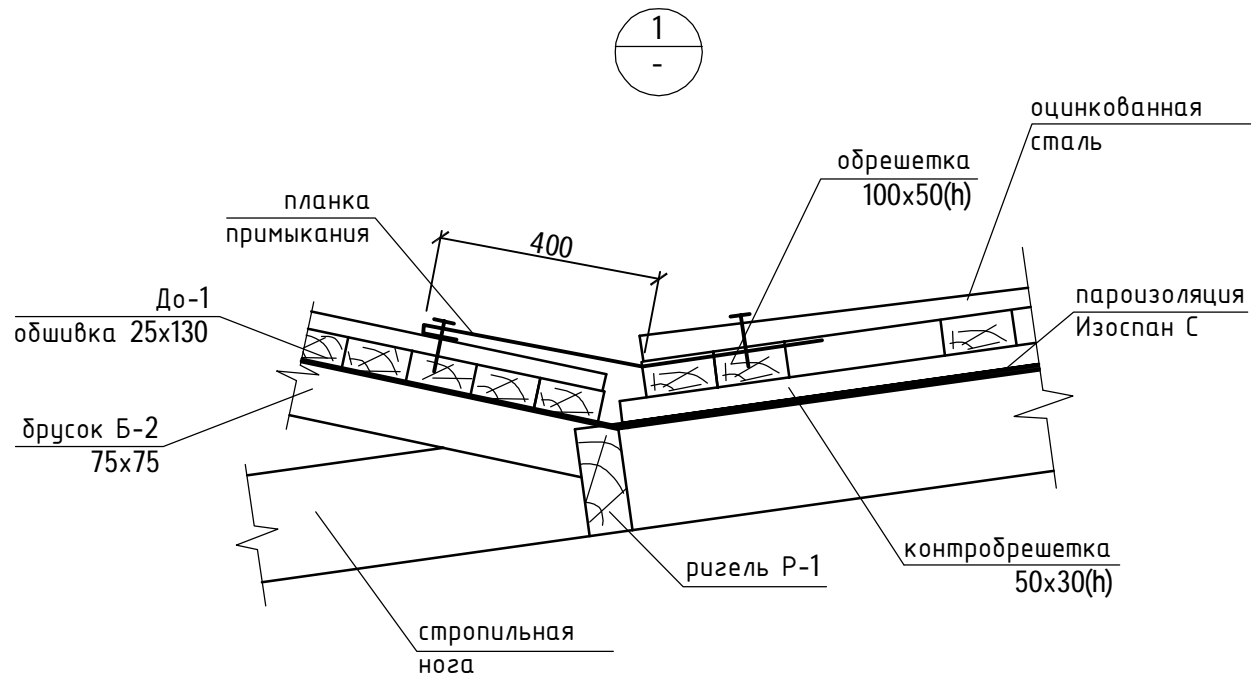 1
-
оцинкованная
сталь
обрешетка
100х50(h)
планка
примыкания
400
До-1
обшивка 25х130
пароизоляция
Изоспан С
брусок Б-2
75х75
контробрешетка
50х30(h)
ригель Р-1
стропильная
нога